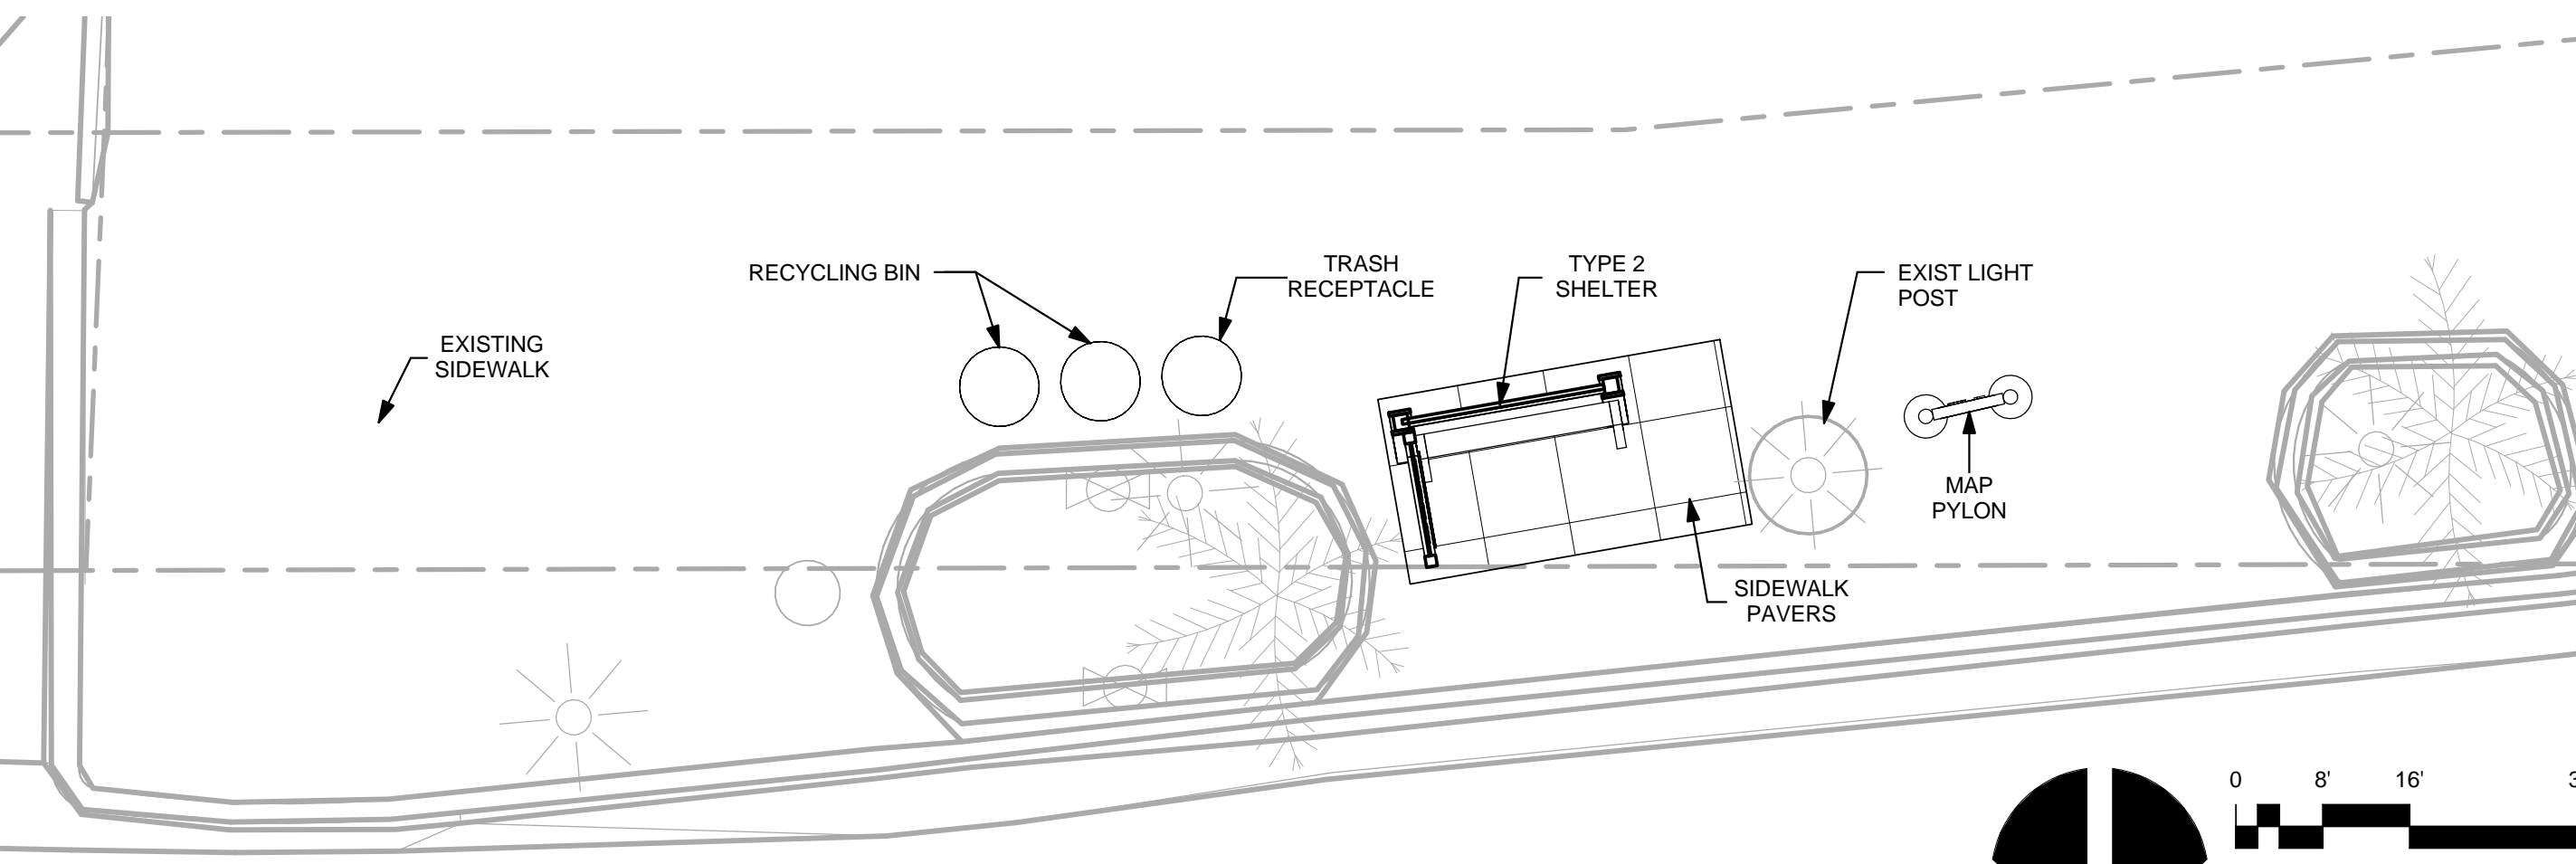 RECYCLING BIN
TRASH
RECEPTACLE
TYPE 2
SHELTER
EXIST LIGHT
POST
EXISTING
SIDEWALK
MAP
PYLON
SIDEWALK
PAVERS
0 8' 16'